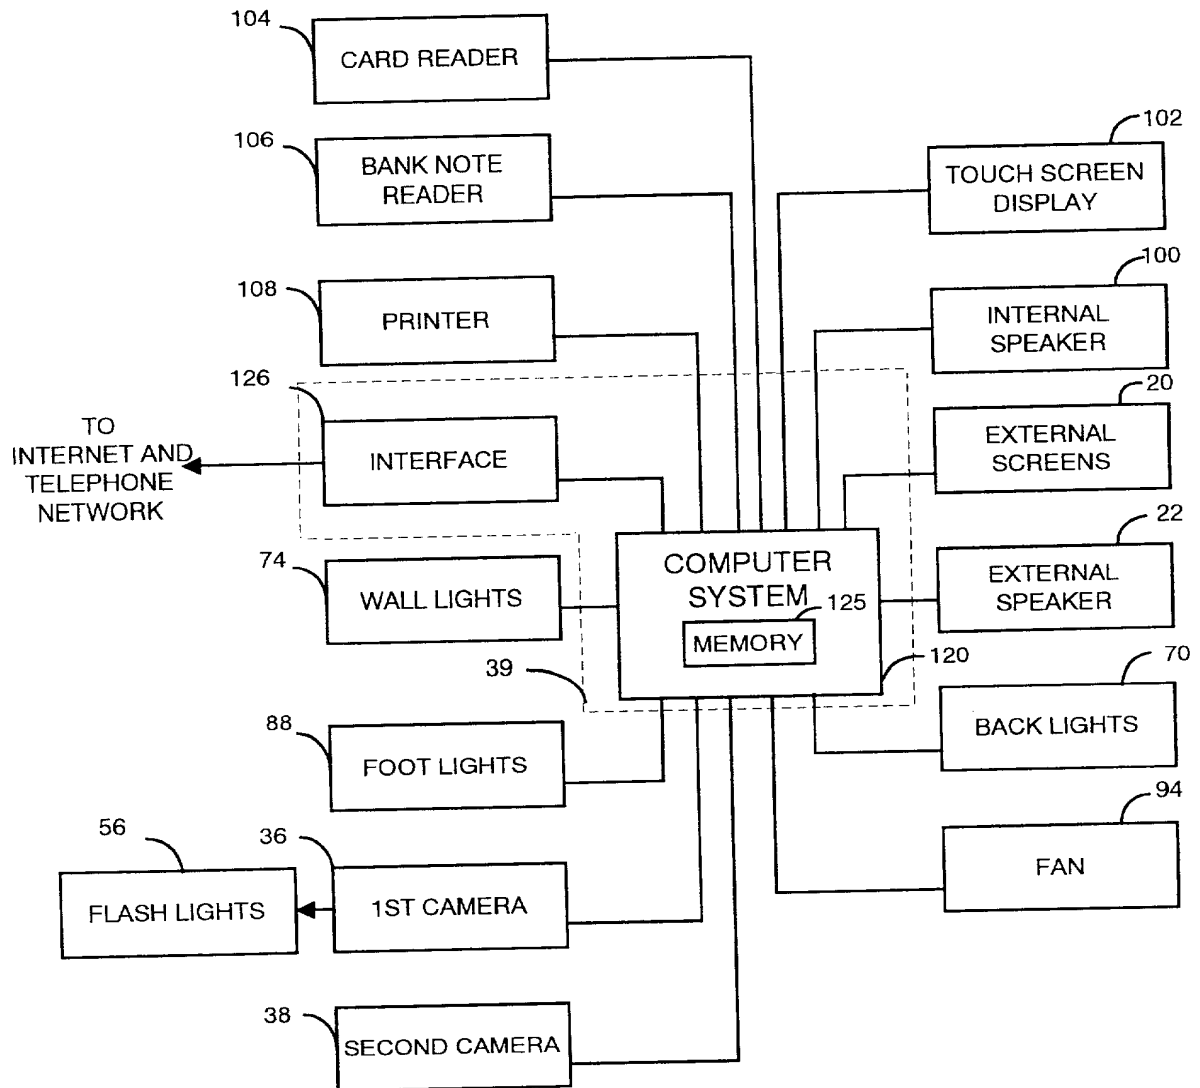 104
CARD READER
106
BANK NOTE
READER
102
TOUCH SCREEN
DISPLAY
108
PRINTER
100
INTERNAL
SPEAKER
126
INTERFACE
TO
INTERNET AND
TELEPHONE
NETWORK
20
EXTERNAL
SCREENS
74
WALL LIGHTS
COMPUTER
SYSTEM
125
MEMORY
120
39
22
EXTERNAL
SPEAKER
70
BACK LIGHTS
88
FOOT LIGHTS
94
FAN
56
FLASH LIGHTS
36
1ST CAMERA
38
SECOND CAMERA